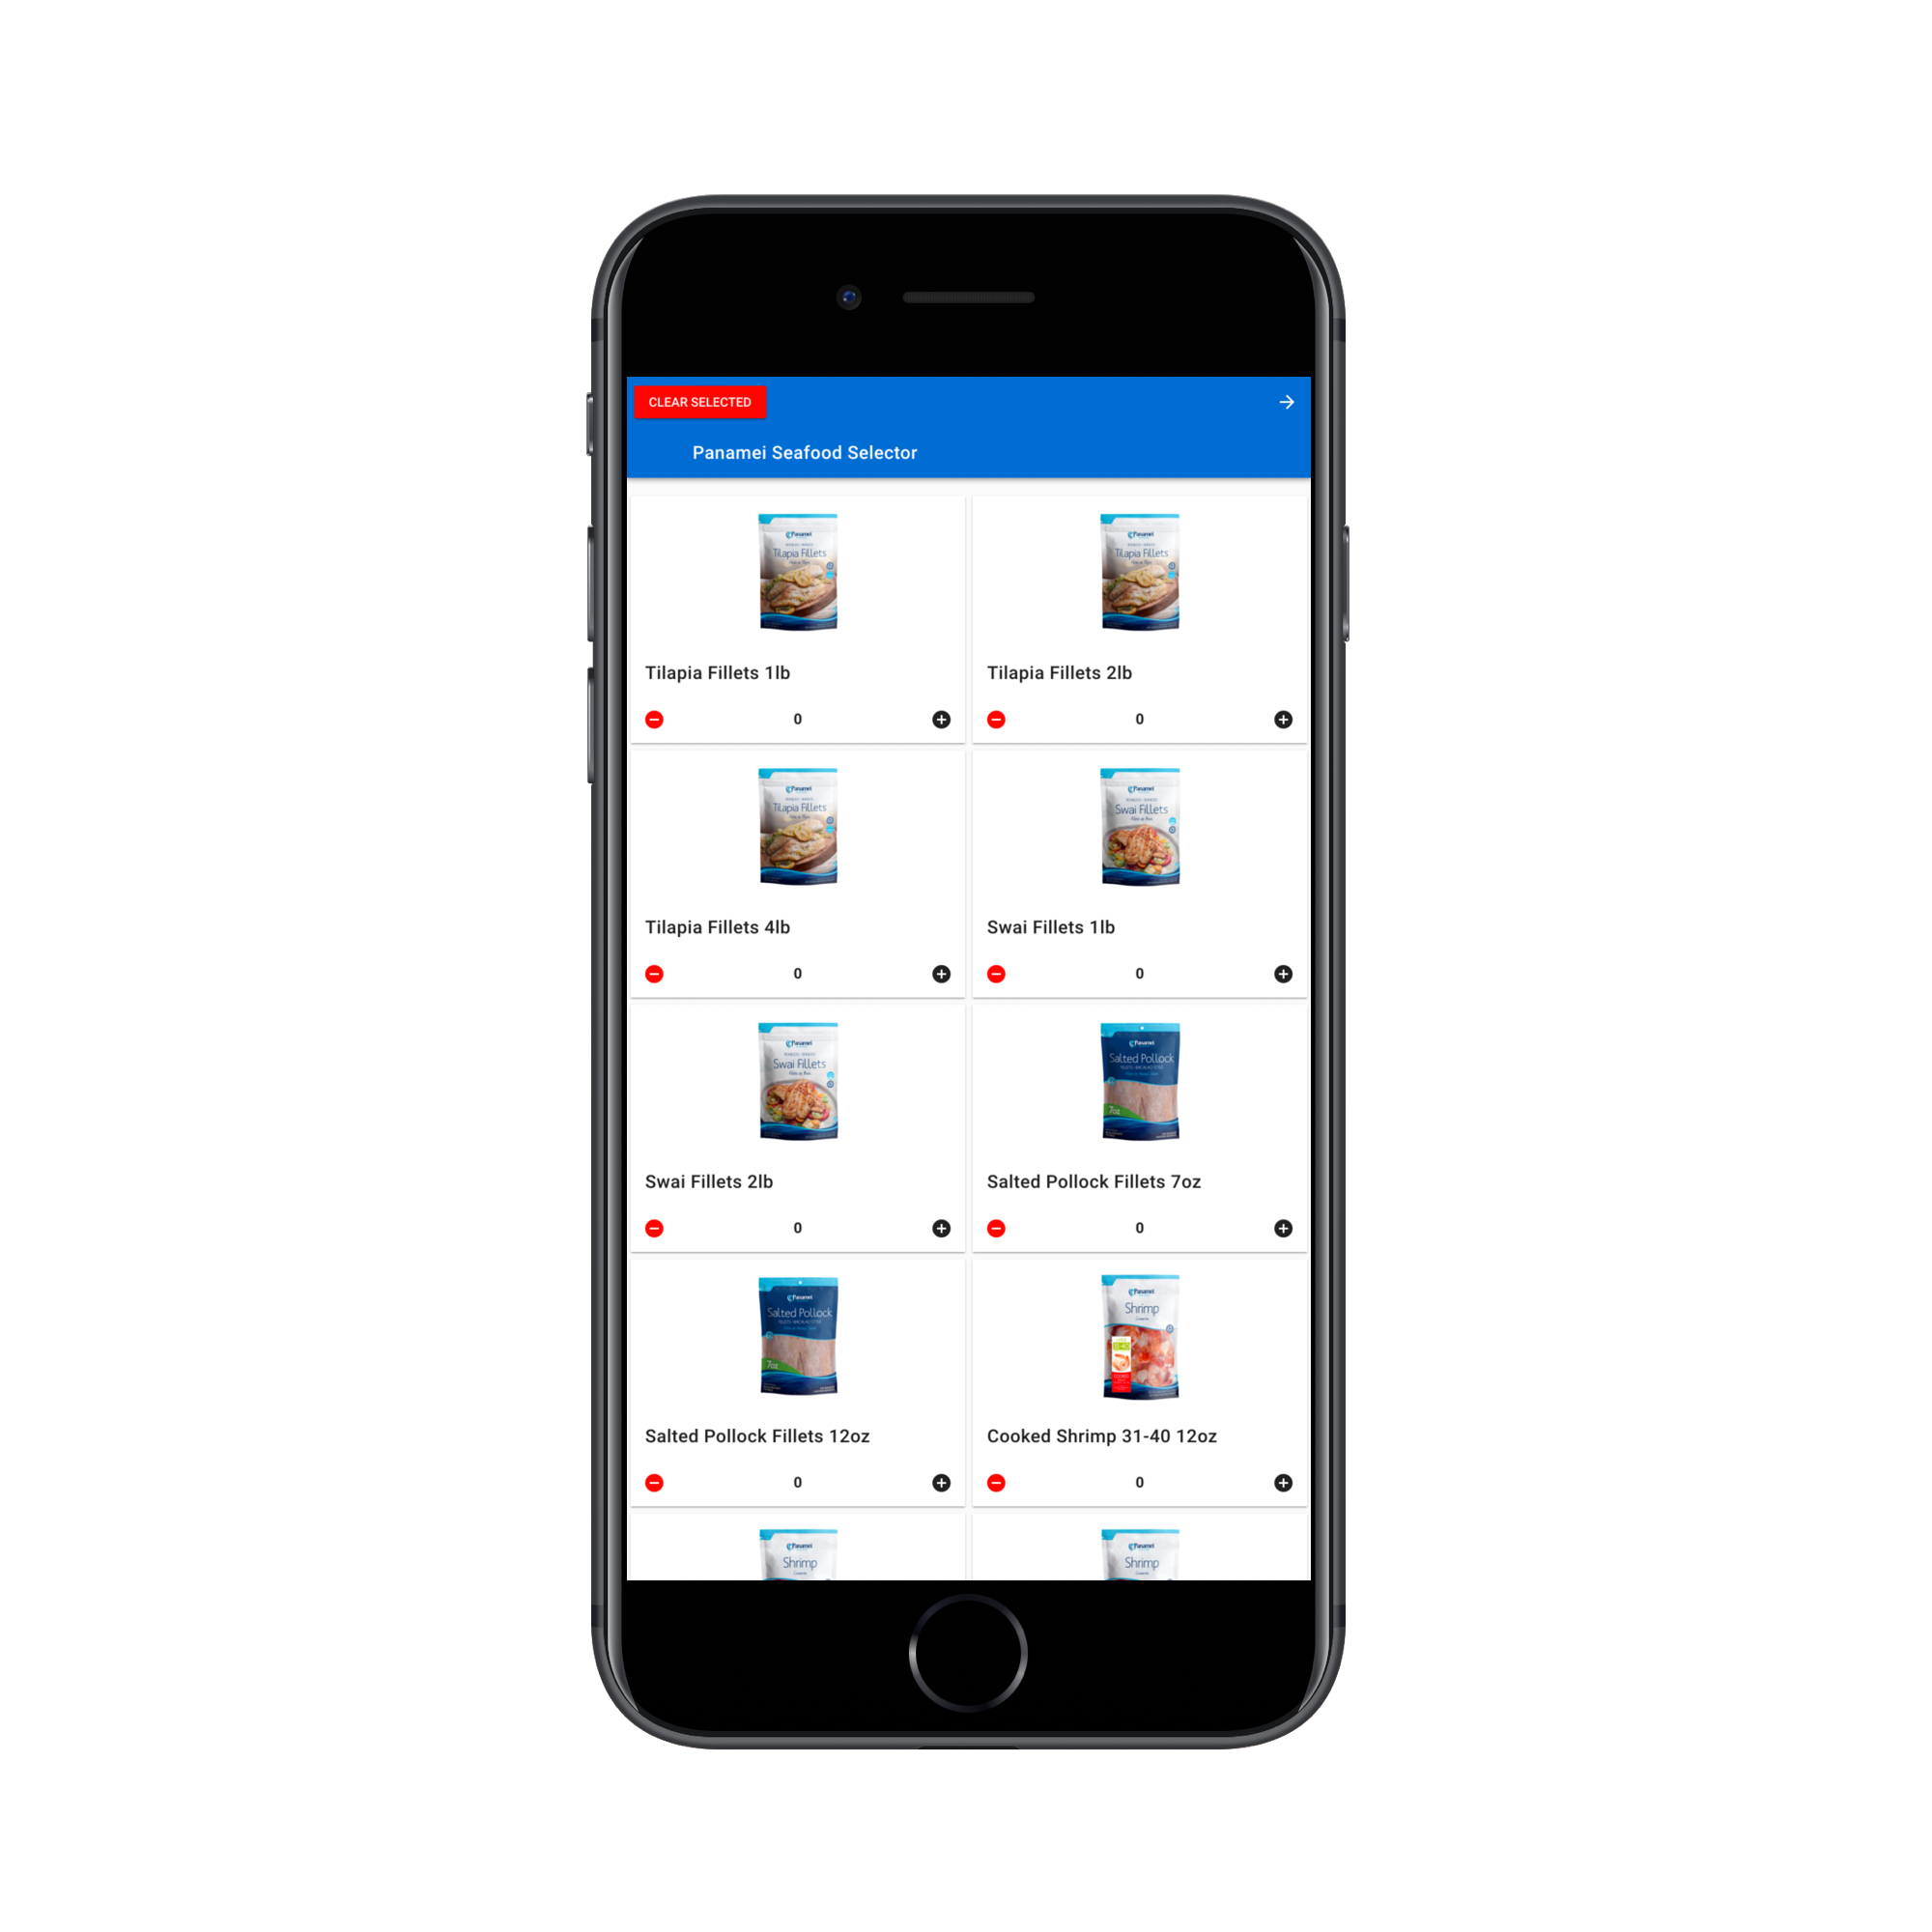 CLEAR SELECTED
Panamei Seafood Selector
Panamei
Tilapia Fillets
Panamei
Tilapia Fillets
Tilapia Fillets 1lb
Tilapia Fillets 2lb
0
0
Panamei
Tilapia Fillets
Panamei
Swai Fillets
Tilapia Fillets 4lb
Swai Fillets 1lb
0
0
Panamei
Swai Fillets
Panamei
Salted Pollock
7oz
Swai Fillets 2lb
Salted Pollock Fillets 7oz
0
0
Panamei
Salted Pollock
7oz
Panamei
Shrimp
Salted Pollock Fillets 12oz
Cooked Shrimp 31-40 12oz
0
0
Panamei
Shrimp
Panamei
Shrimp